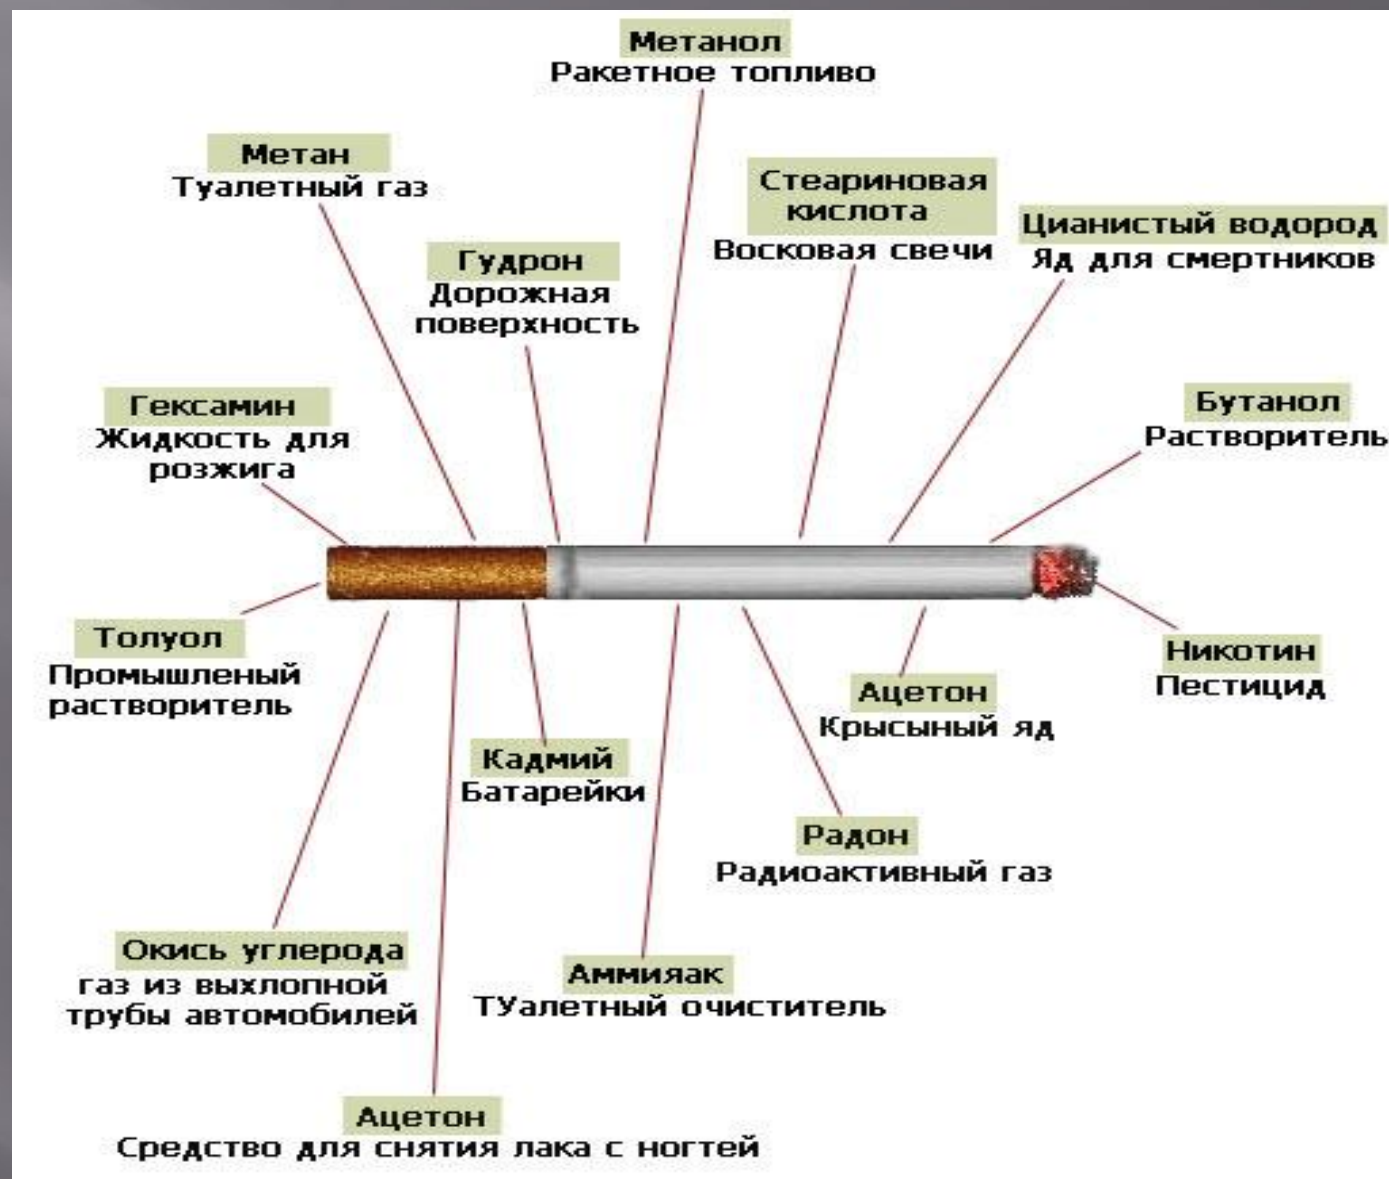 Метанол
Ракетное топливо
Метан
Туалетный газ
Стеариновая
кислота
Восковая свечи
Цианистый водород
Яд для смертников
Гудрон
Дорожная
поверхность
Гексамин
Жидкость для
розжига
Бутанол
Растворитель
Толуол
Промышленый
растворитель
Никотин
Пестицид
Ацетон
Крысыный яд
Кадмий
Батарейки
Радон
Радиоактивный газ
Окись углерода
газ из выхлопной
трубы автомобилей
Аммияак
ТУалетный очиститель
Ацетон
Средство для снятия лака с ногтей